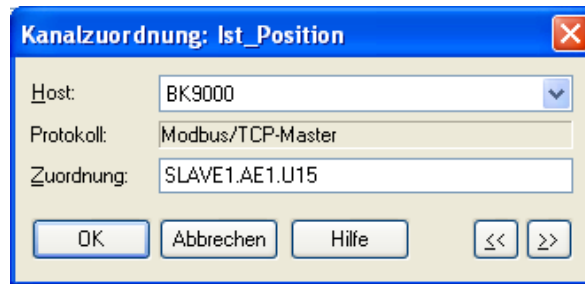 Kanalzuordnung: Ist_Position
Host: BK9000
Protokoll: Modbus/TCP-Master
Zuordnung: SLAVE1.AE1.U15
OK Abbrechen Hilfe << >>